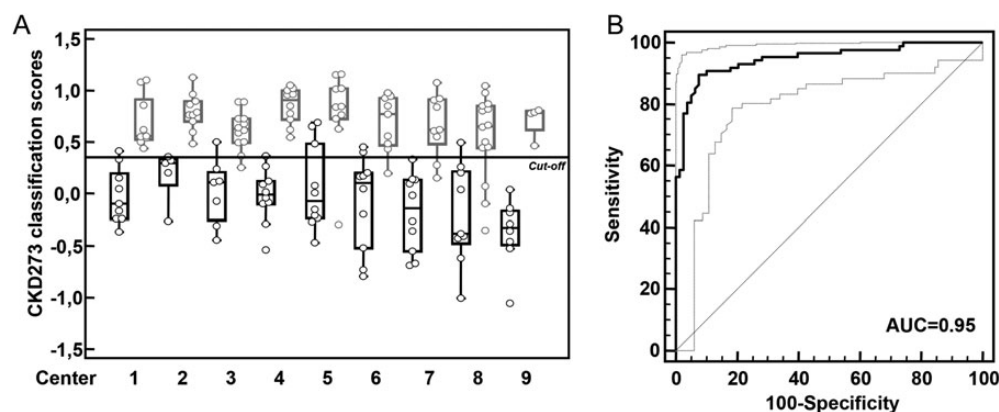 A
CKD273 classification scores
1,5
1,0
0,5
0,0
-0,5
-1,0
-1,5
Cut-off
Center 1 2 3 4 5 6 7 8 9
B
Sensitivity
100
80
60
40
20
0
AUC=0.95
0 20 40 60 80 100
100-Specificity